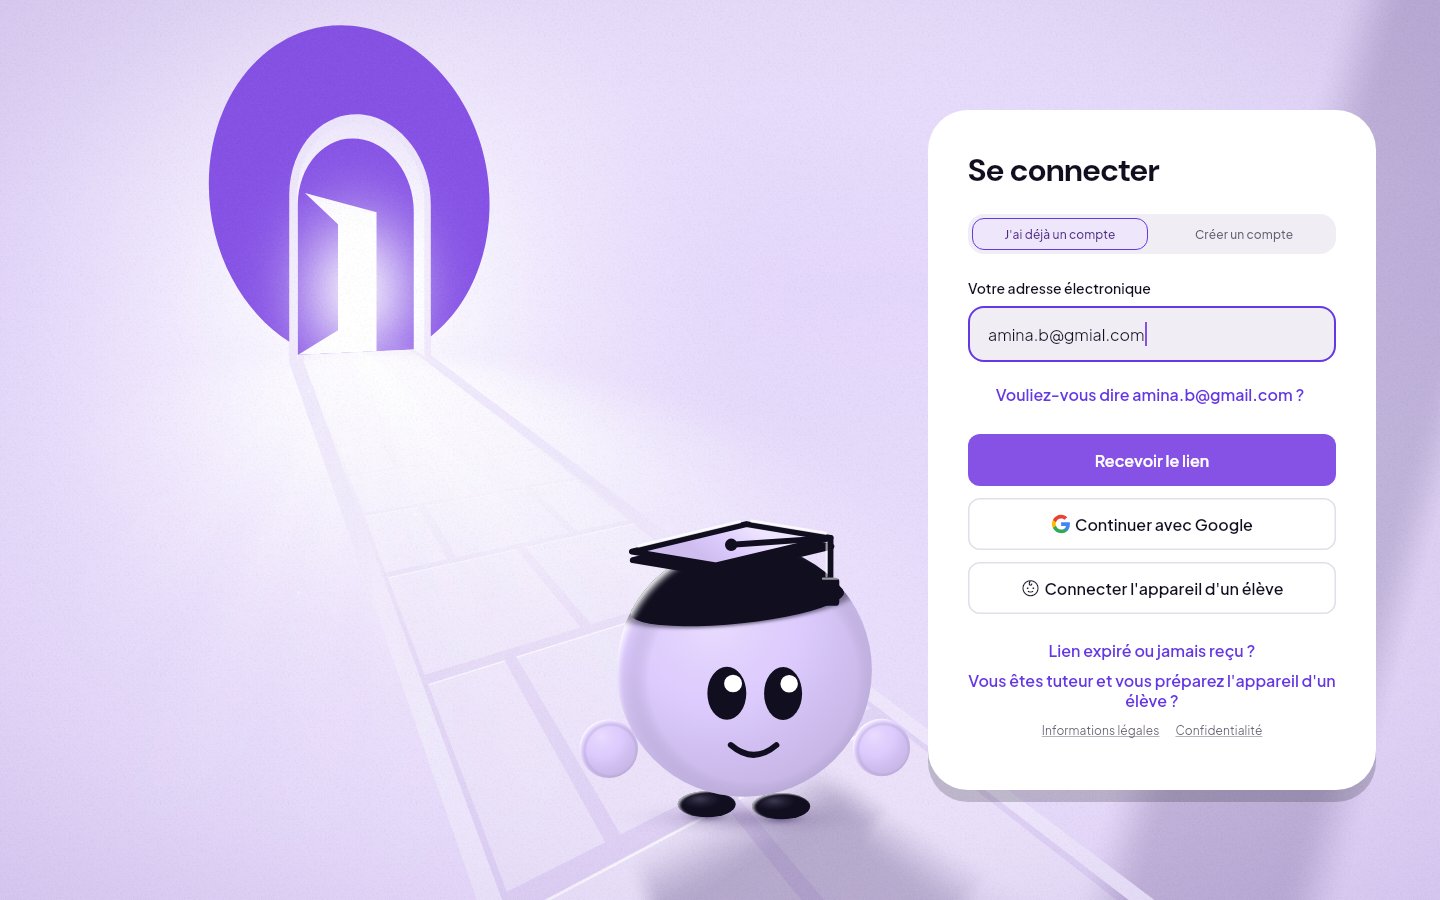 Se connecter
J'ai déjà un compte
Créer un compte
Votre adresse électronique
amina.b@gmial.com
Vouliez-vous dire amina.b@gmail.com ?
Recevoir le lien
Continuer avec Google
Connecter l'appareil d'un élève
Lien expiré ou jamais reçu ?
Vous êtes tuteur et vous préparez l'appareil d'un
élève ?
Informations légales
Confidentialité